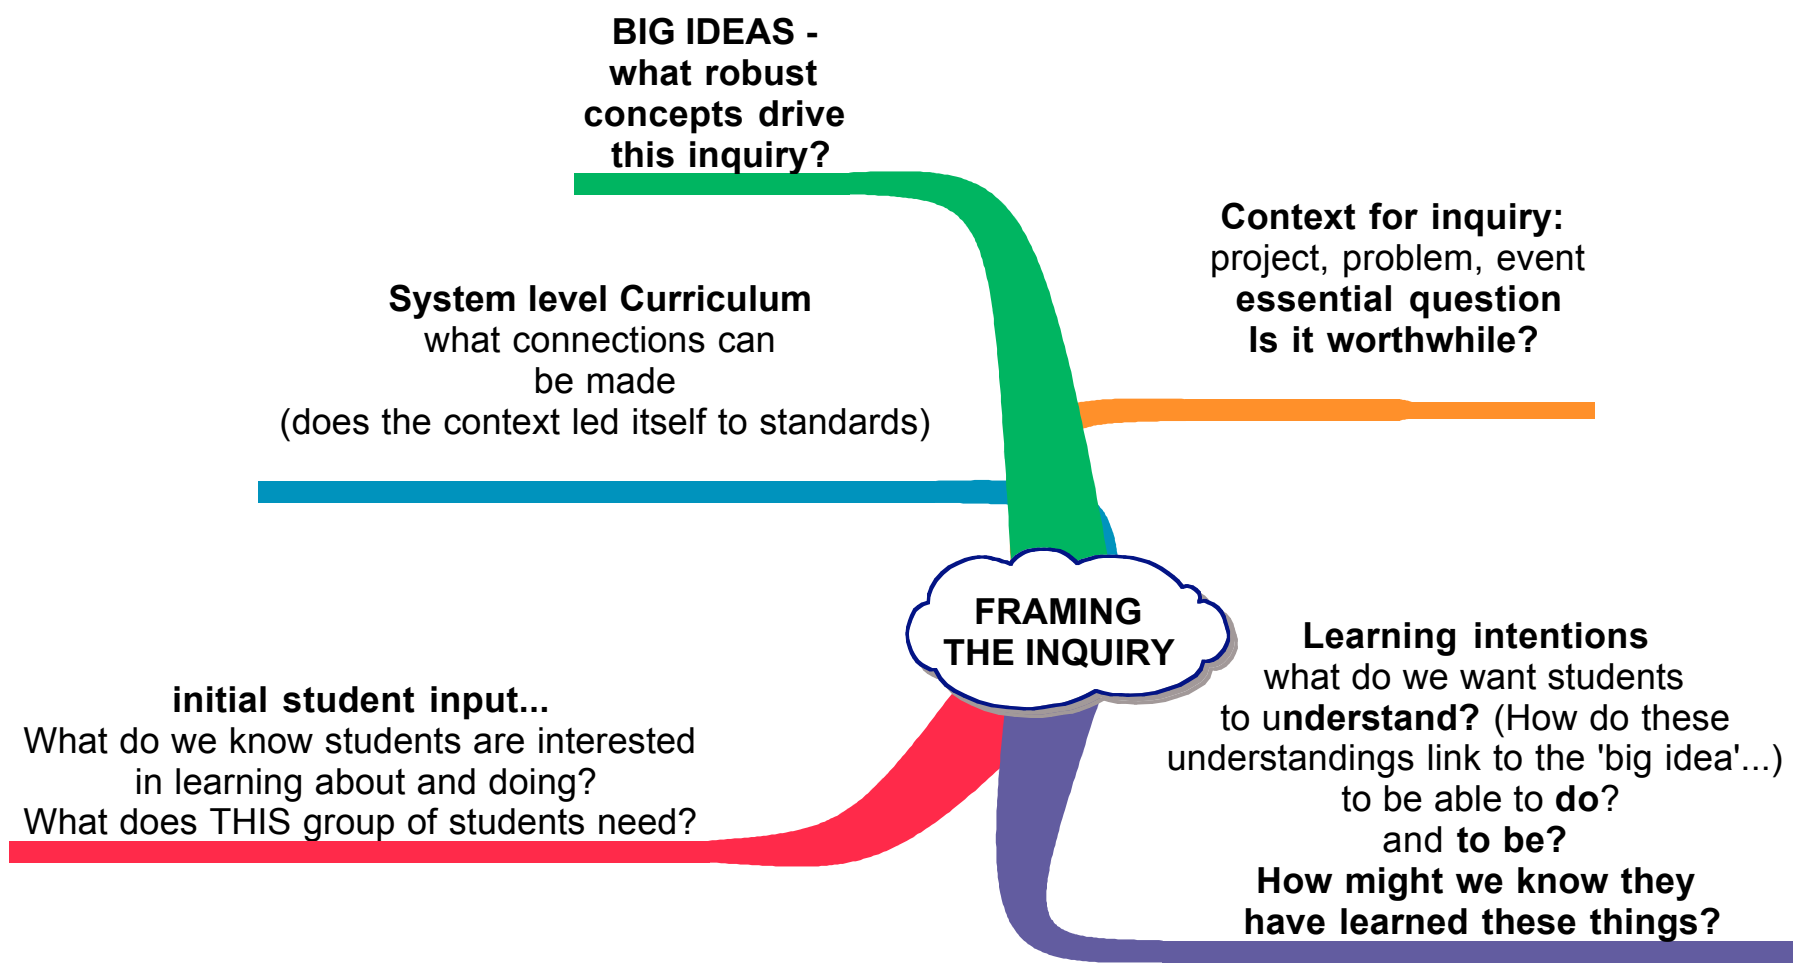 BIG IDEAS -
what robust
concepts drive
this inquiry?
Context for inquiry:
project, problem, event
essential question
Is it worthwhile?
System level Curriculum
what connections can
be made
(does the context led itself to standards)
FRAMING
THE INQUIRY
Learning intentions
what do we want students
to understand? (How do these
understandings link to the 'big idea'...)
to be able to do?
and to be?
How might we know they
have learned these things?
initial student input...
What do we know students are interested
in learning about and doing?
What does THIS group of students need?